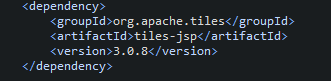 <dependency>
<groupId>org.apache.tiles</groupId>
<artifactId>tiles-jsp</artifactId>
<version>3.0.8</version>
</dependency>